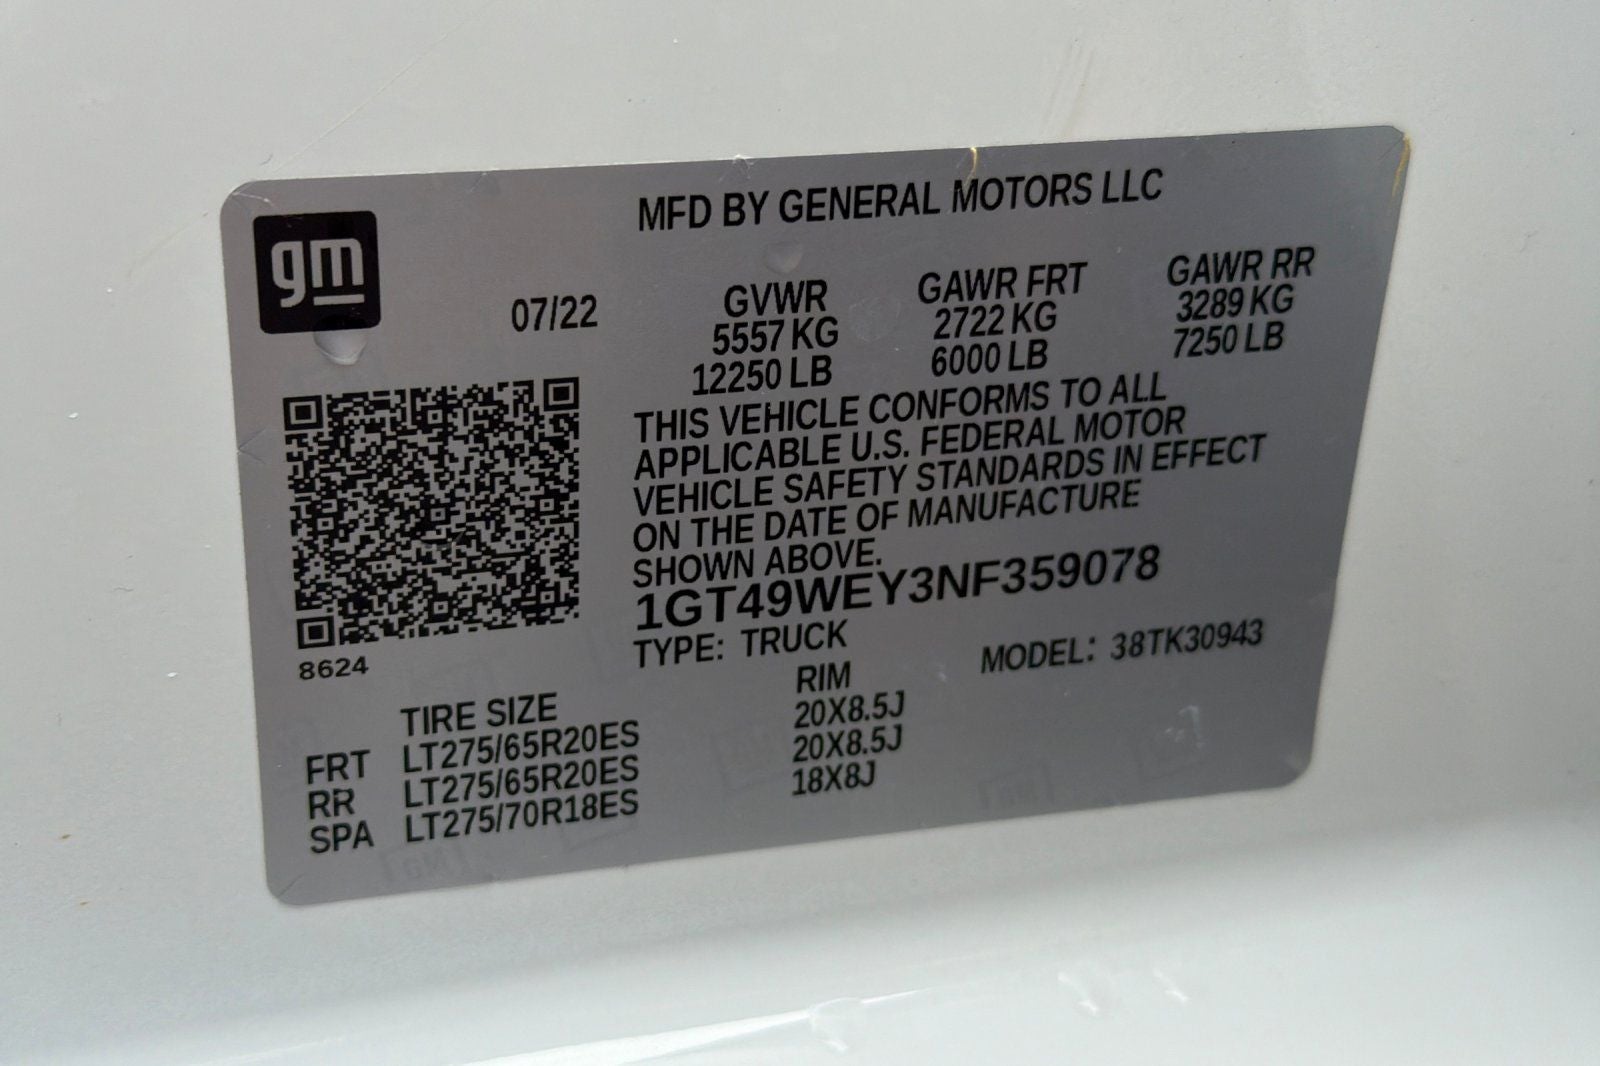 MFD BY GENERAL MOTORS LLC
gm
07/22
GVWR GAWR FRT GAWR RR
5557 KG 2722 KG 3289 KG
12250 LB 6000 LB 7250 LB
THIS VEHICLE CONFORMS TO ALL
APPLICABLE U.S. FEDERAL MOTOR
VEHICLE SAFETY STANDARDS IN EFFECT
ON THE DATE OF MANUFACTURE
SHOWN ABOVE.
1GT49WEY3NF359078
TYPE: TRUCK MODEL: 38TK30943
8624
TIRE SIZE RIM
FRT LT275/65R20ES 20X8.5J
RR LT275/65R20ES 20X8.5J
SPA LT275/70R18ES 18X8J